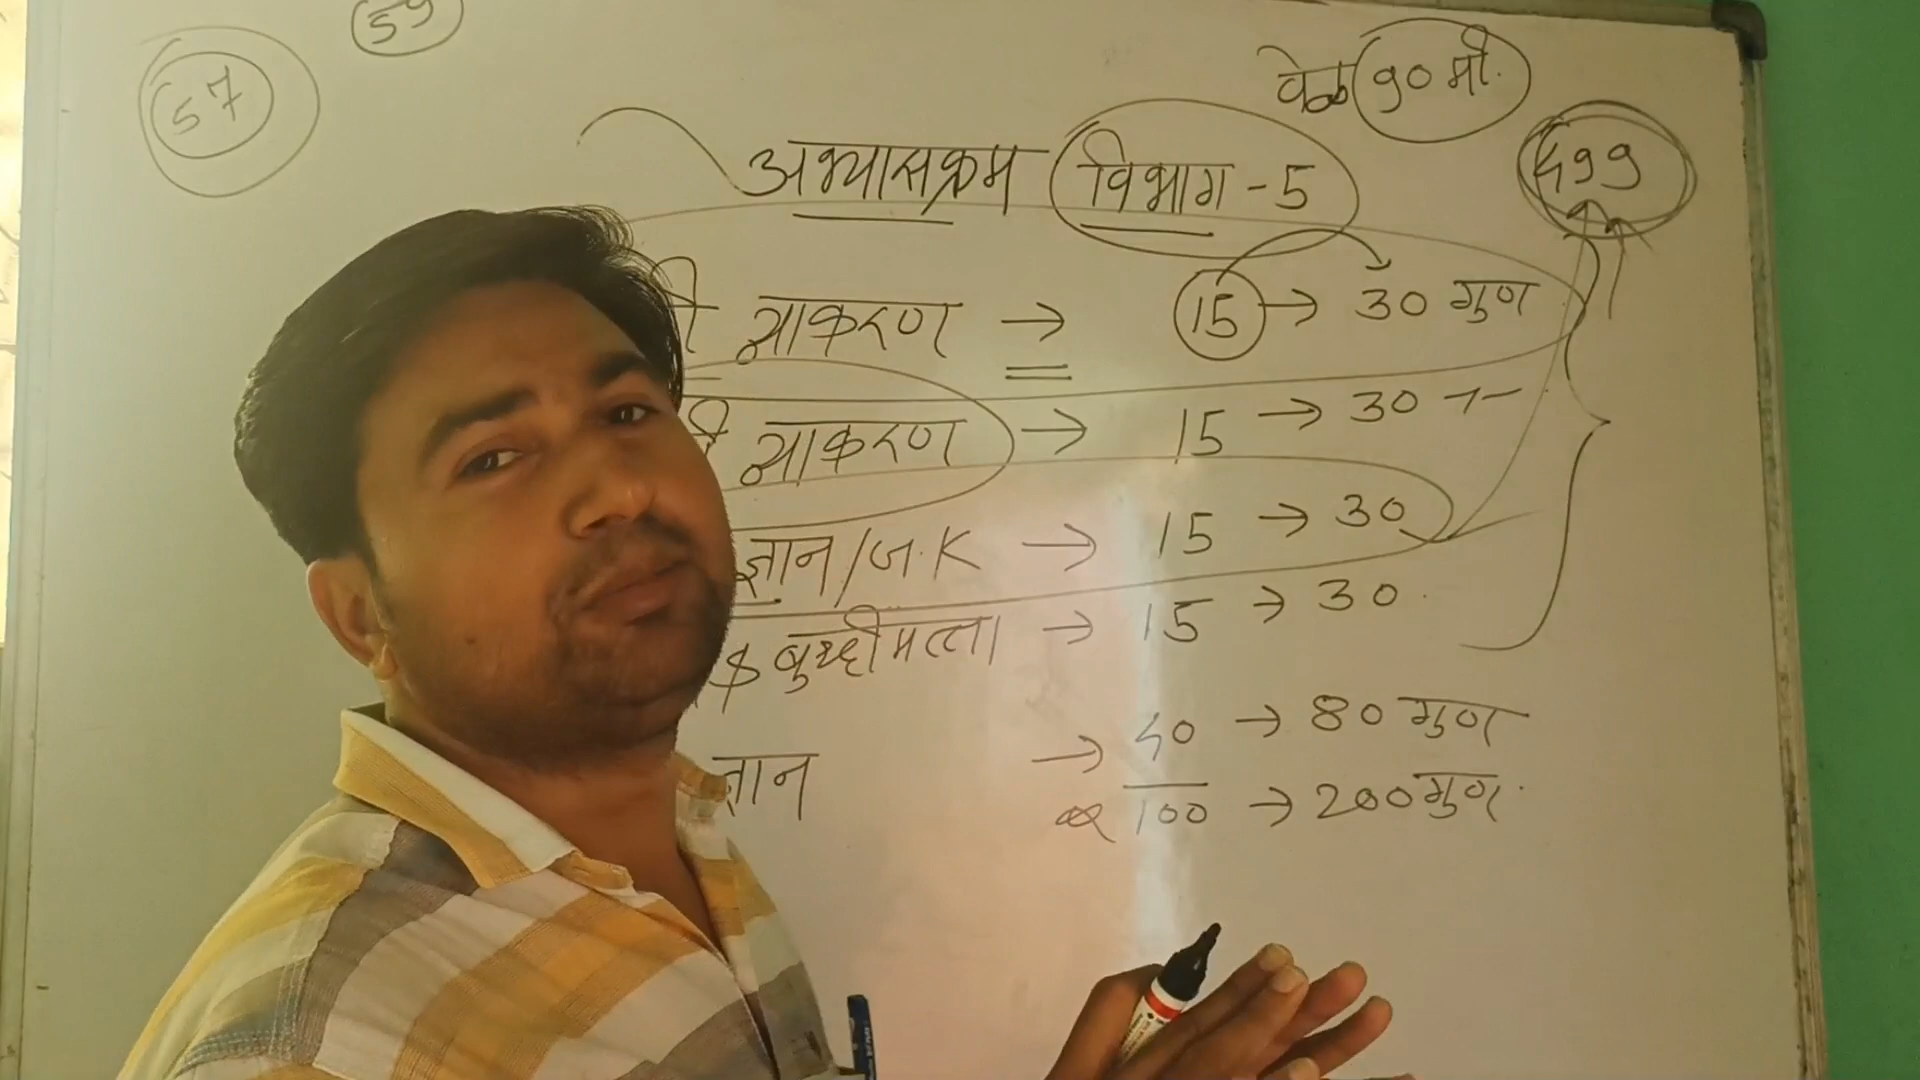 57
59
वेळ 90 मी.
499
अभ्यासक्रम विभाग - 5
ी व्याकरण → 15 → 30 गुण
ी व्याकरण → 15 → 30 –।।–
ज्ञान / ज. K → 15 → 30
बुध्दीमत्ता → 15 → 30
ज्ञान → 40 → 80 गुण
100 → 200 गुण.